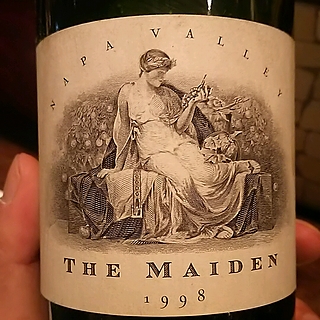 NAPA VALLEY
THE MAIDEN
1998